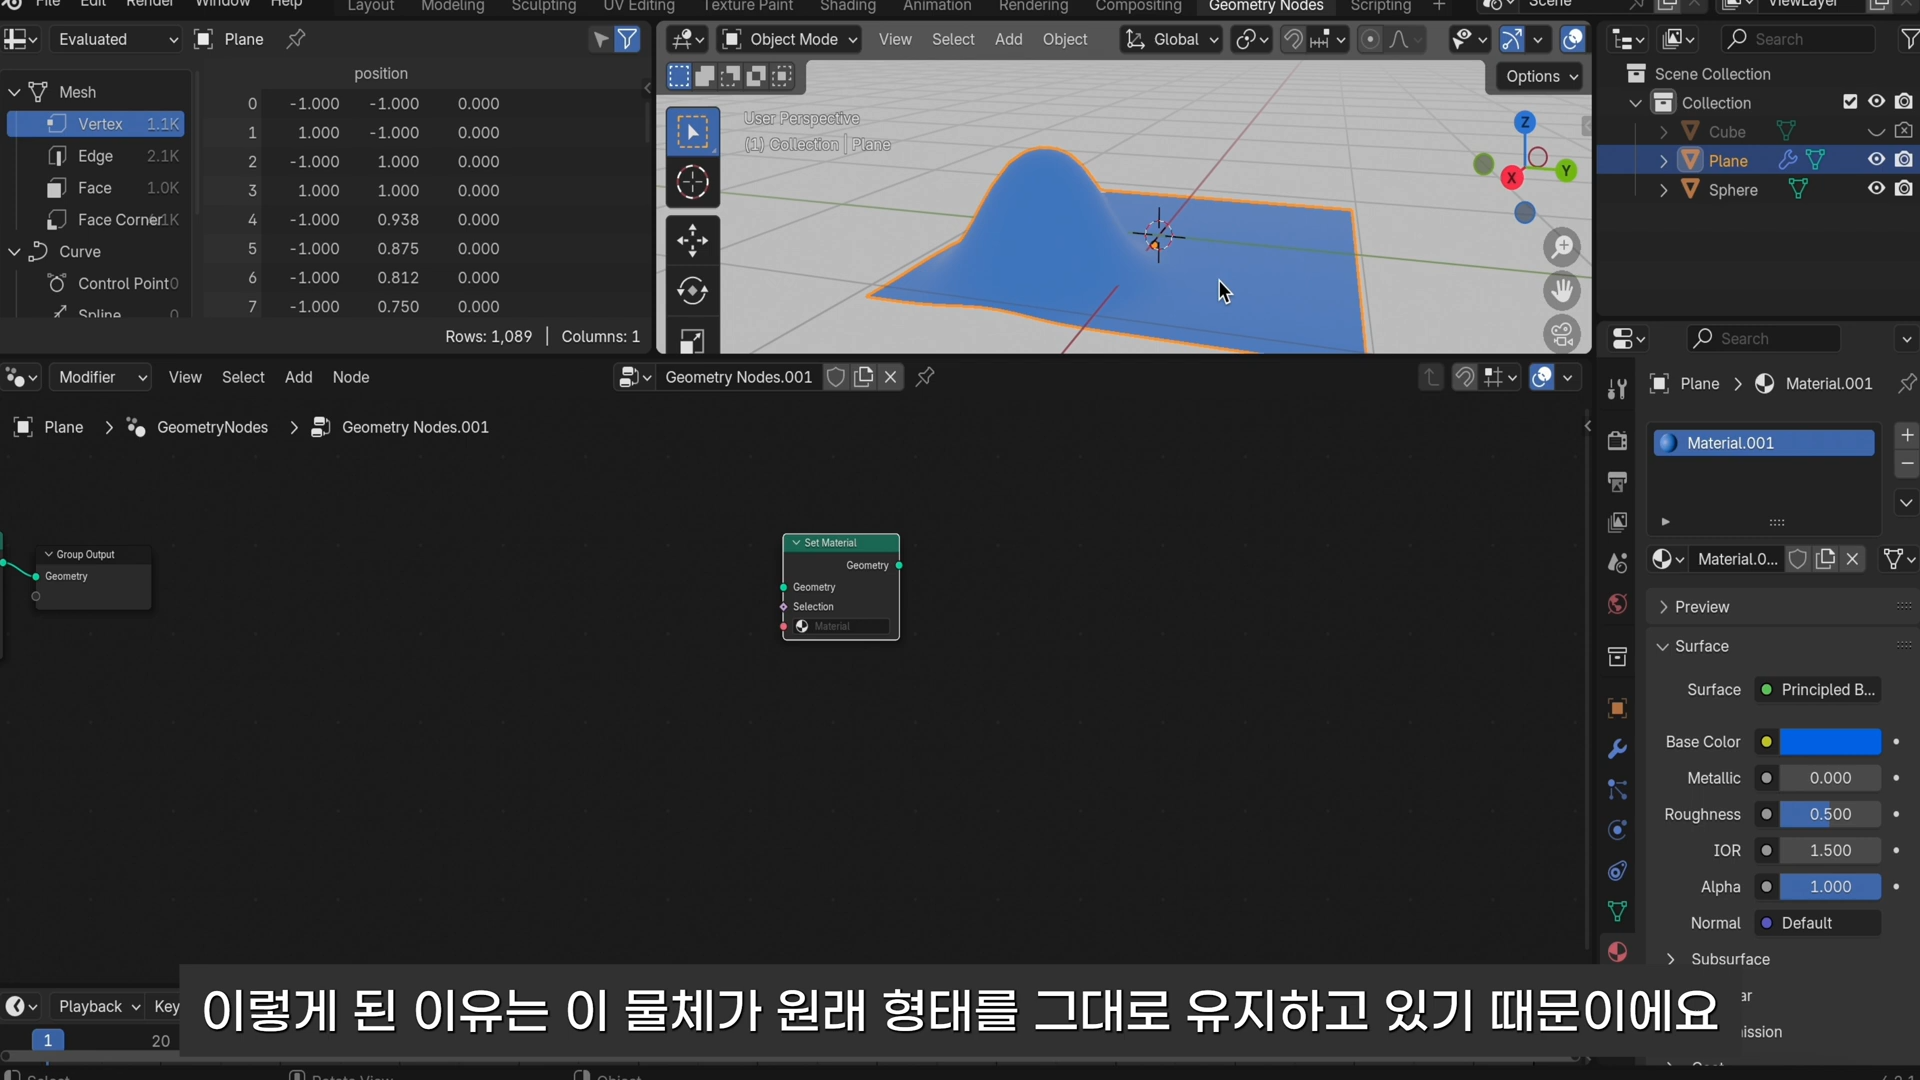 File Edit Render Window Help Layout Modeling Sculpting UV Editing Texture Paint Shading Animation Rendering Compositing Geometry Nodes Scripting + Scene ViewLayer
Evaluated Plane
position
Mesh
Vertex 1.1K
Edge 2.1K
Face 1.0K
Face Corner
Curve
Control Point 0
Spline 0
0 -1.000 -1.000 0.000
1 1.000 -1.000 0.000
2 -1.000 1.000 0.000
3 1.000 1.000 0.000
4 -1.000 0.938 0.000
5 -1.000 0.875 0.000
6 -1.000 0.812 0.000
7 -1.000 0.750 0.000
Rows: 1,089 | Columns: 1
Object Mode View Select Add Object Global
Options
User Perspective
(1) Collection | Plane
Z
Y
X
Search
Scene Collection
Collection
Cube
Plane
Sphere
Modifier View Select Add Node Geometry Nodes.001
Plane > GeometryNodes > Geometry Nodes.001
Group Output
Geometry
Set Material
Geometry
Geometry
Selection
Material
Search
Plane > Material.001
Material.001
Material.0...
Preview
Surface
Surface Principled B...
Base Color
Metallic 0.000
Roughness 0.500
IOR 1.500
Alpha 1.000
Normal Default
Subsurface
Playback Key
1 20
이렇게 된 이유는 이 물체가 원래 형태를 그대로 유지하고 있기 때문이에요